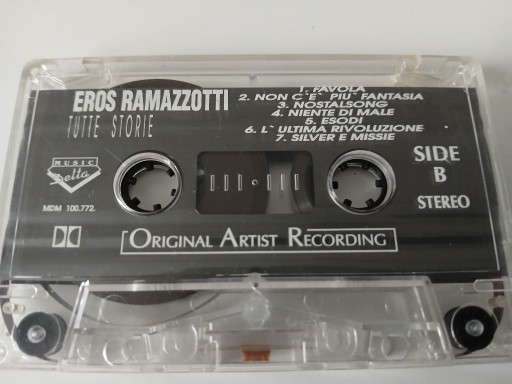 1. FAVOLA
EROS RAMAZZOTTI
2. NON C`E` PIU` FANTASIA
TUTTE STORIE
3. NOSTALSONG
4. NIENTE DI MALE
5. ESODI
6. L` ULTIMA RIVOLUZIONE
7. SILVER E MISSIE
MUSIC
Delta
MDM 100.772.
SIDE
B
STEREO
ORIGINAL ARTIST RECORDING